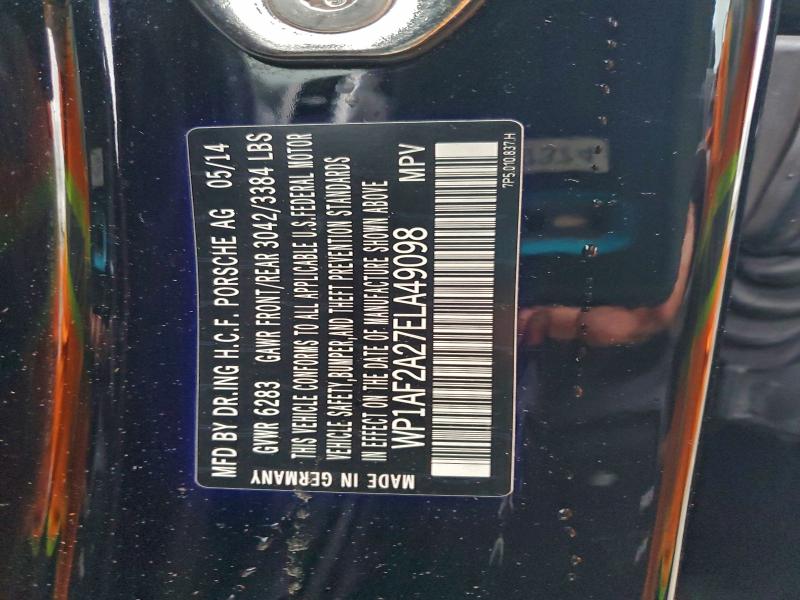 MFD BY DR.ING H.C.F. PORSCHE AG 05/14
GVWR 6283 GAWR FRONT/REAR 3042/3384 LBS
THIS VEHICLE CONFORMS TO ALL APPLICABLE U.S.FEDERAL MOTOR
VEHICLE SAFETY,BUMPER,AND THEFT PREVENTION STANDARDS
IN EFFECT ON THE DATE OF MANUFACTURE SHOWN ABOVE
WP1AF2A27ELA49098 MPV
7P5.010.837.H
MADE IN GERMANY